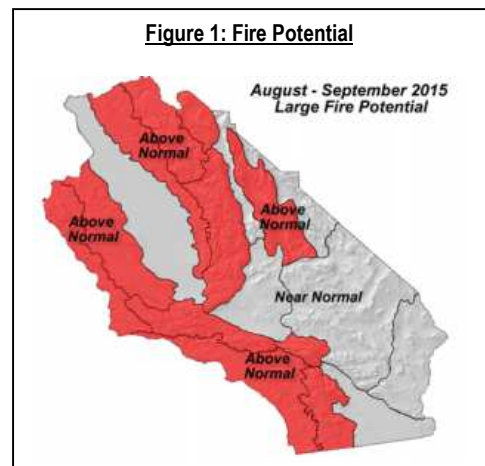 Figure 1: Fire Potential
August - September 2015
Large Fire Potential
Above
Normal
Above
Normal
Above
Normal
Near Normal
Above
Normal